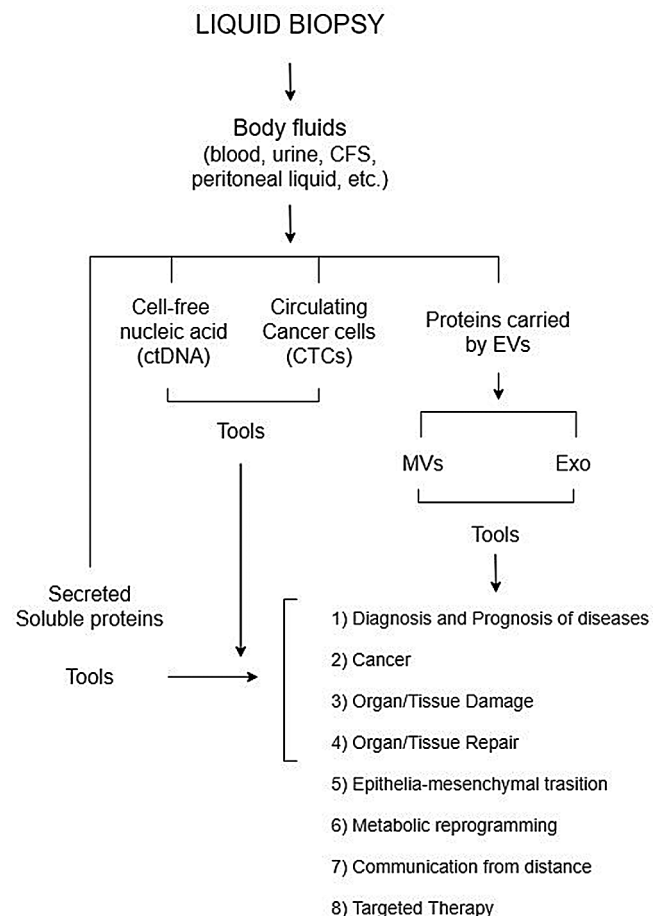 LIQUID BIOPSY
Body fluids
(blood, urine, CFS,
peritoneal liquid, etc.)
Cell-free
nucleic acid
(ctDNA)
Circulating
Cancer cells
(CTCs)
Proteins carried
by EVs
Tools
MVs
Exo
Tools
Secreted
Soluble proteins
Tools
1) Diagnosis and Prognosis of diseases
2) Cancer
3) Organ/Tissue Damage
4) Organ/Tissue Repair
5) Epithelia-mesenchymal trasition
6) Metabolic reprogramming
7) Communication from distance
8) Targeted Therapy